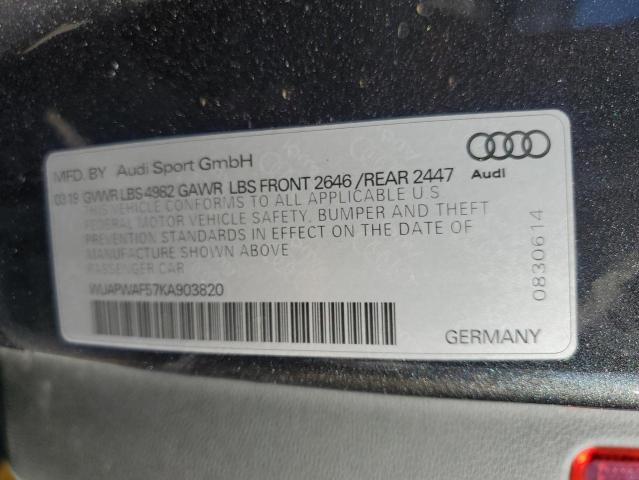 MFD. BY Audi Sport GmbH
03 19 GVWR LBS 4982 GAWR LBS FRONT 2646 / REAR 2447
THIS VEHICLE CONFORMS TO ALL APPLICABLE U S
FEDERAL MOTOR VEHICLE SAFETY, BUMPER AND THEFT
PREVENTION STANDARDS IN EFFECT ON THE DATE OF
MANUFACTURE SHOWN ABOVE
PASSENGER CAR
WUAPWAF57KA903820
Audi
0830614
GERMANY